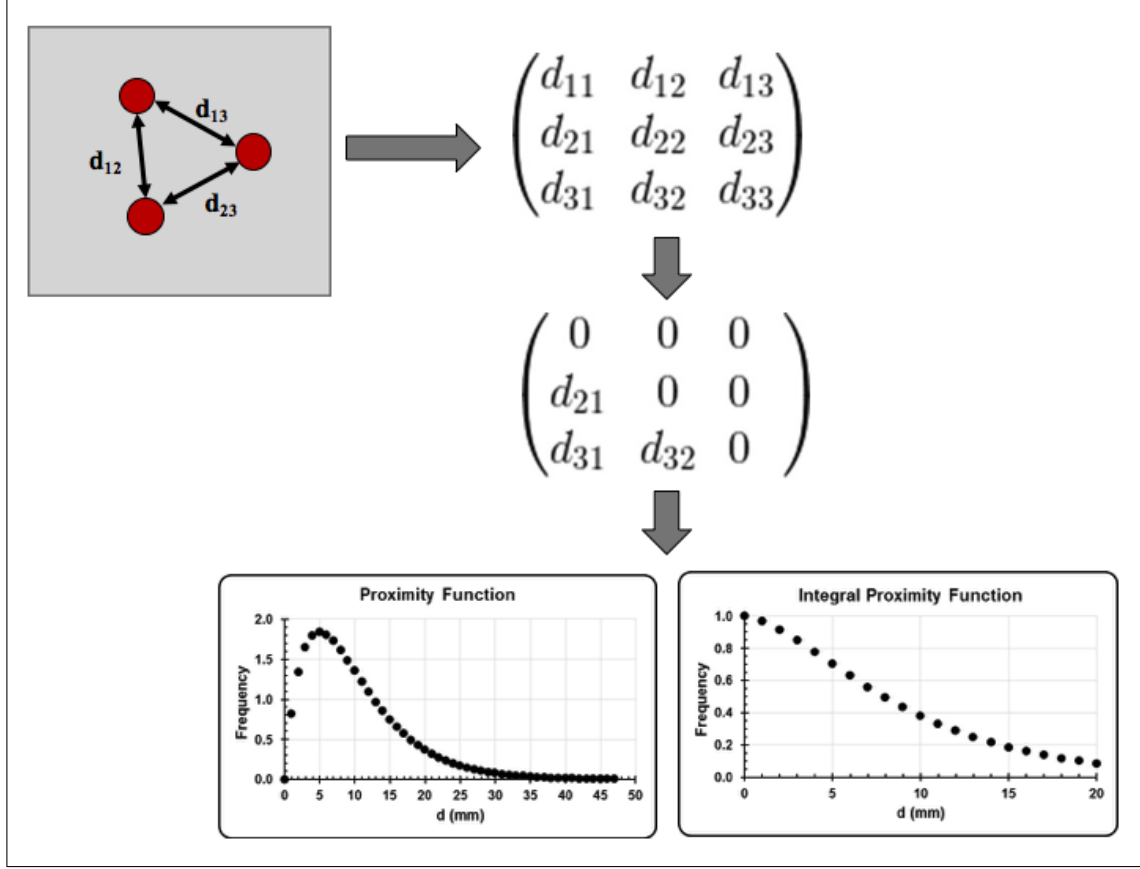 d13
d12
d23
d11 d12 d13
d21 d22 d23
d31 d32 d33
0 0 0
d21 0 0
d31 d32 0
Proximity Function
Frequency
2.0
1.5
1.0
0.5
0.0
0 5 10 15 20 25 30 35 40 45 50
d (mm)
Integral Proximity Function
Frequency
1.0
0.8
0.6
0.4
0.2
0.0
0 5 10 15 20
d (mm)